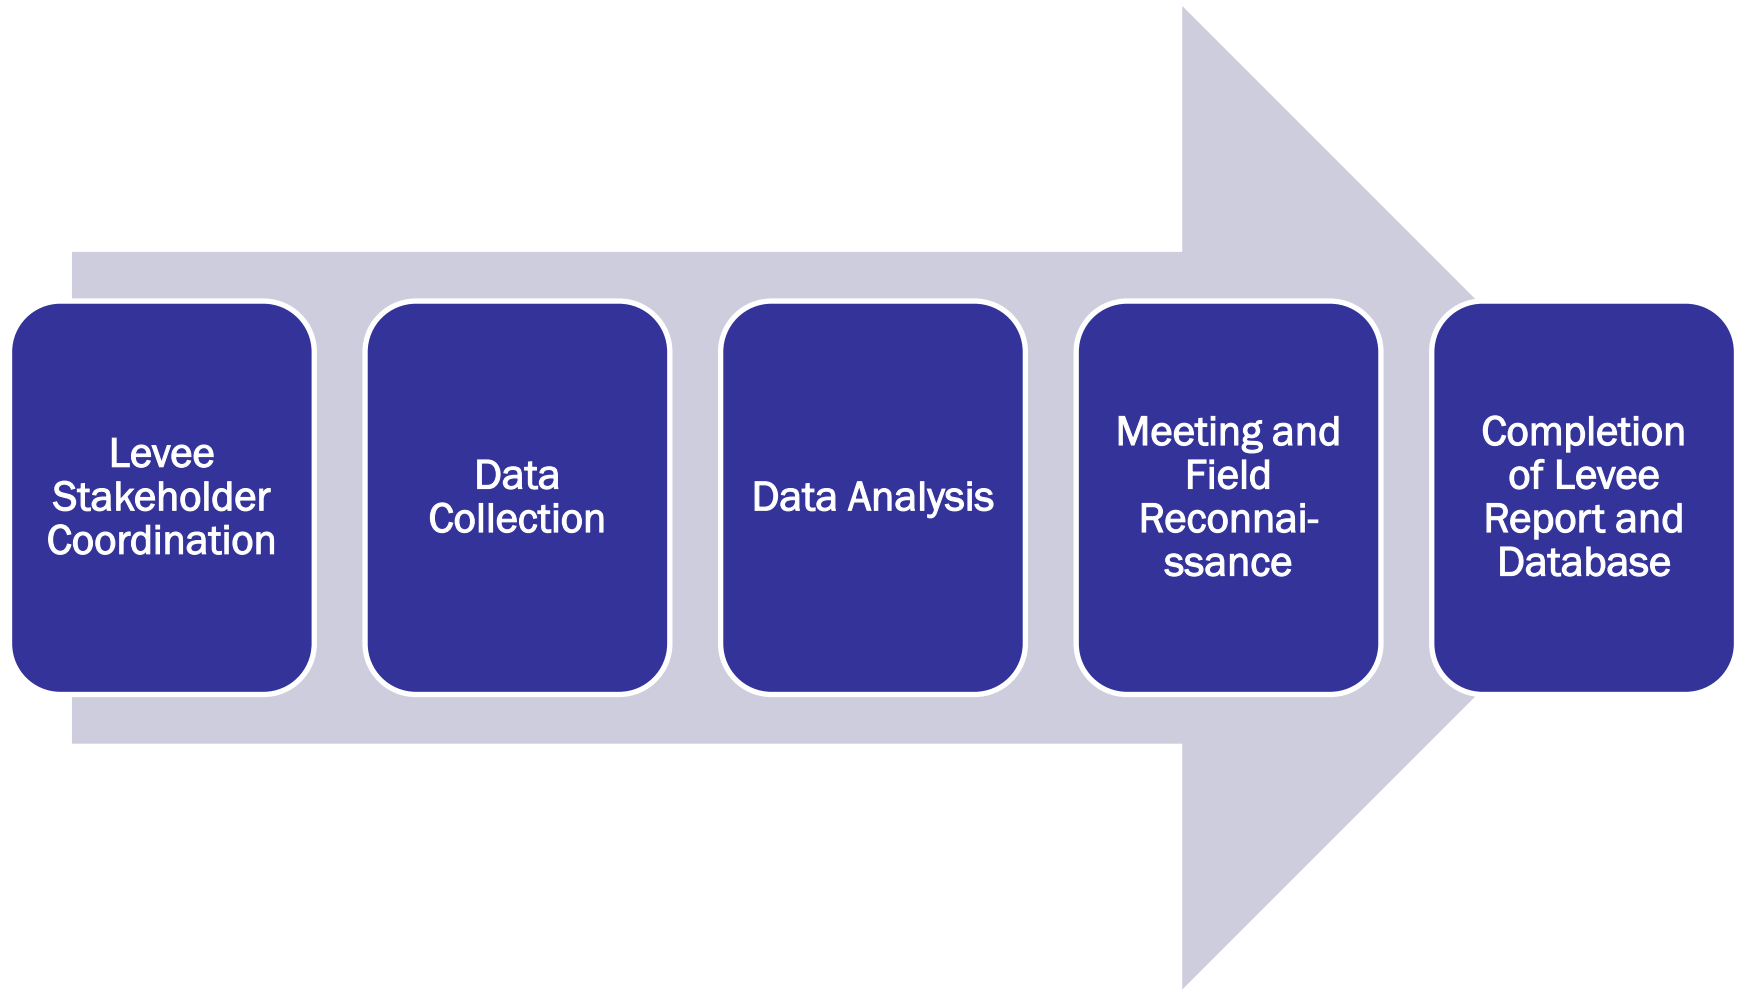 Levee
Stakeholder
Coordination
Data
Collection
Data Analysis
Meeting and
Field
Reconnai-
ssance
Completion
of Levee
Report and
Database